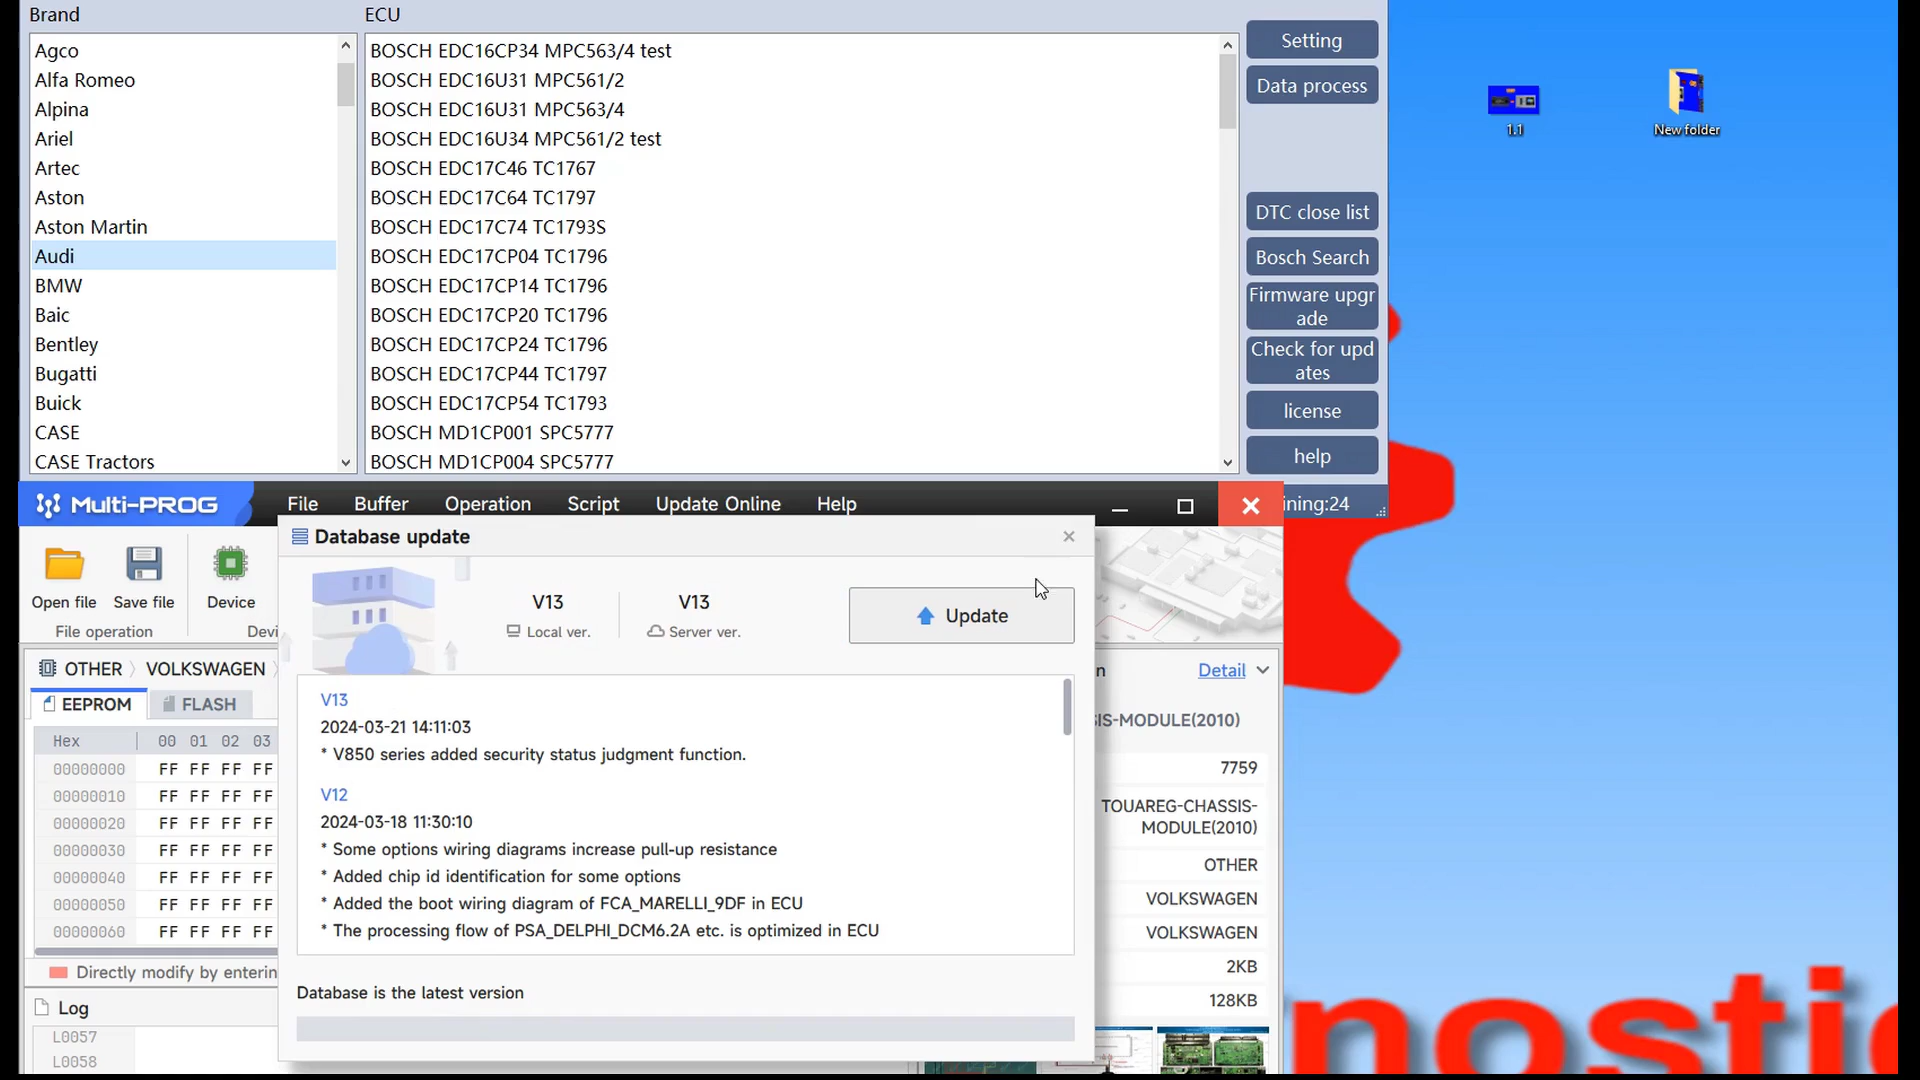 Brand
ECU
Agco
Alfa Romeo
Alpina
Ariel
Artec
Aston
Aston Martin
Audi
BMW
Baic
Bentley
Bugatti
Buick
CASE
CASE Tractors
BOSCH EDC16CP34 MPC563/4 test
BOSCH EDC16U31 MPC561/2
BOSCH EDC16U31 MPC563/4
BOSCH EDC16U34 MPC561/2 test
BOSCH EDC17C46 TC1767
BOSCH EDC17C64 TC1797
BOSCH EDC17C74 TC1793S
BOSCH EDC17CP04 TC1796
BOSCH EDC17CP14 TC1796
BOSCH EDC17CP20 TC1796
BOSCH EDC17CP24 TC1796
BOSCH EDC17CP44 TC1797
BOSCH EDC17CP54 TC1793
BOSCH MD1CP001 SPC5777
BOSCH MD1CP004 SPC5777
Setting
Data process
DTC close list
Bosch Search
Firmware upgr
ade
Check for upd
ates
license
help
ining:24
1.1
New folder
Multi-PROG
File Buffer Operation Script Update Online Help
Open file Save file Device
File operation Devi
Database update
V13 V13
Local ver. Server ver.
Update
V13
2024-03-21 14:11:03
* V850 series added security status judgment function.
V12
2024-03-18 11:30:10
* Some options wiring diagrams increase pull-up resistance
* Added chip id identification for some options
* Added the boot wiring diagram of FCA_MARELLI_9DF in ECU
* The processing flow of PSA_DELPHI_DCM6.2A etc. is optimized in ECU
Database is the latest version
OTHER VOLKSWAGEN
EEPROM FLASH
Hex 00 01 02 03
00000000 FF FF FF FF
00000010 FF FF FF FF
00000020 FF FF FF FF
00000030 FF FF FF FF
00000040 FF FF FF FF
00000050 FF FF FF FF
00000060 FF FF FF FF
Directly modify by enterin
Log
L0057
L0058
n Detail
IS-MODULE(2010)
7759
TOUAREG-CHASSIS-
MODULE(2010)
OTHER
VOLKSWAGEN
VOLKSWAGEN
2KB
128KB
nostic